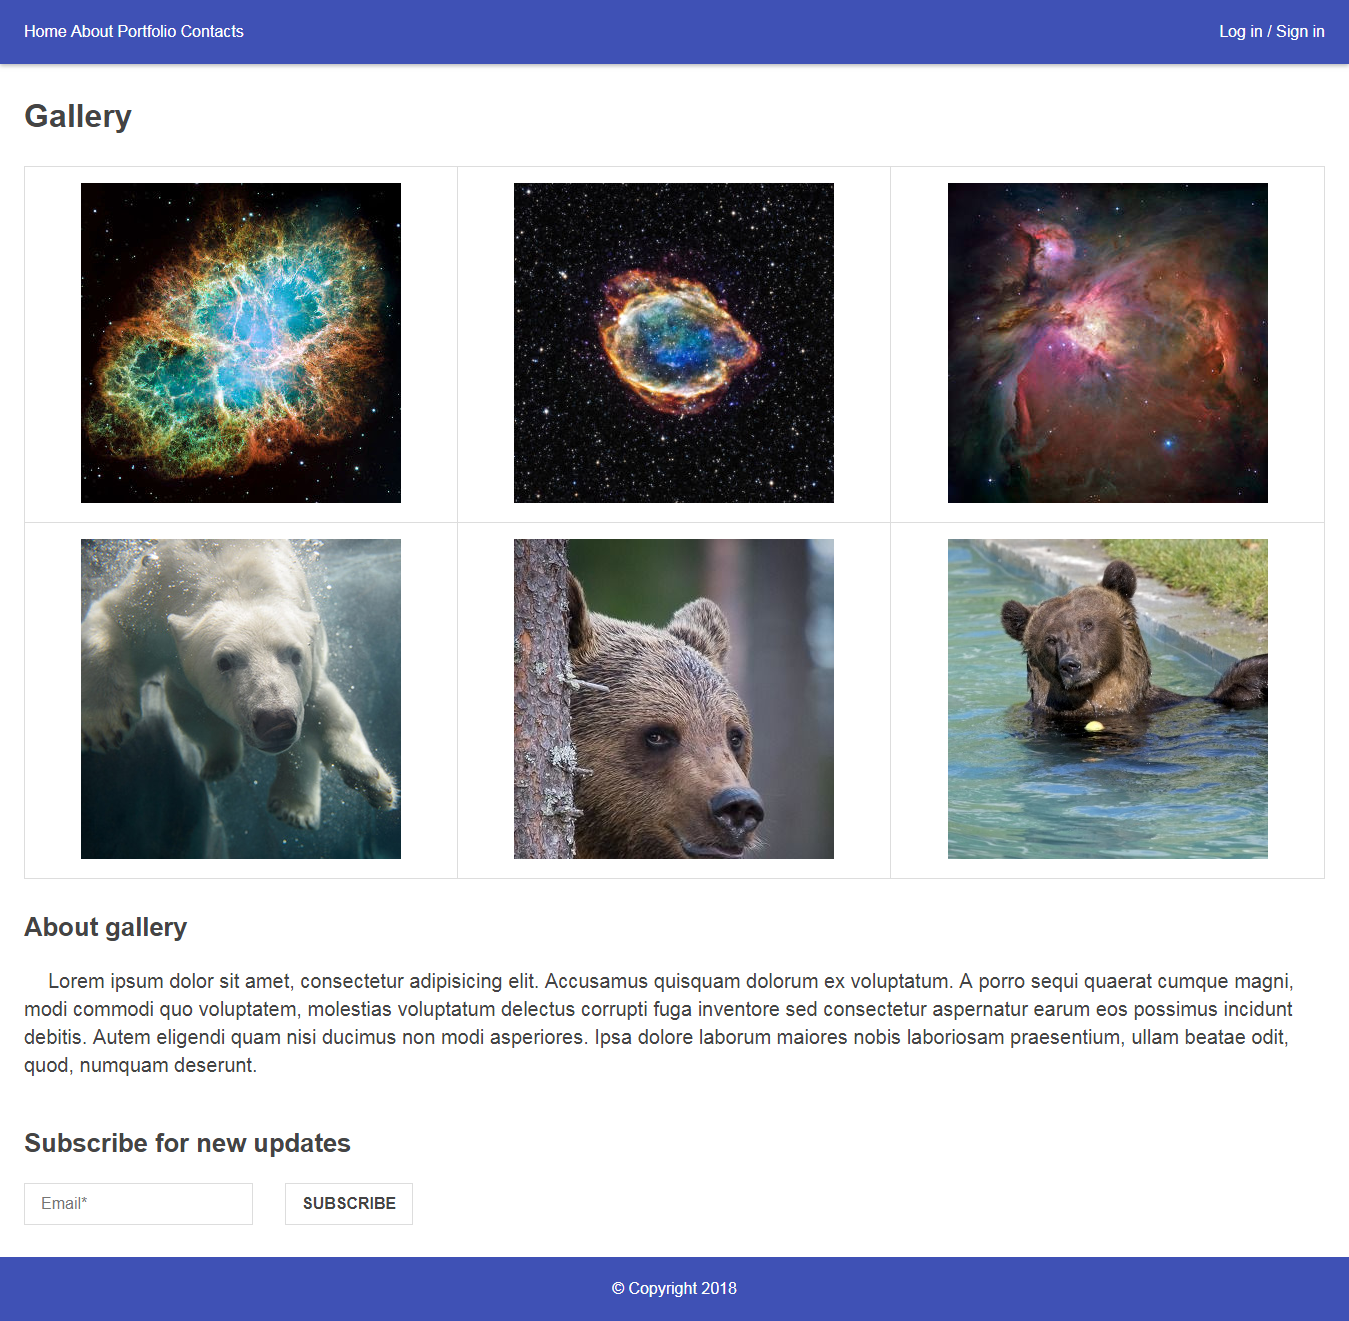 Home About Portfolio Contacts
Log in / Sign in
Gallery
About gallery
Lorem ipsum dolor sit amet, consectetur adipisicing elit. Accusamus quisquam dolorum ex voluptatum. A porro sequi quaerat cumque magni,
modi commodi quo voluptatem, molestias voluptatum delectus corrupti fuga inventore sed consectetur aspernatur earum eos possimus incidunt
debitis. Autem eligendi quam nisi ducimus non modi asperiores. Ipsa dolore laborum maiores nobis laboriosam praesentium, ullam beatae odit,
quod, numquam deserunt.
Subscribe for new updates
Email*
SUBSCRIBE
© Copyright 2018